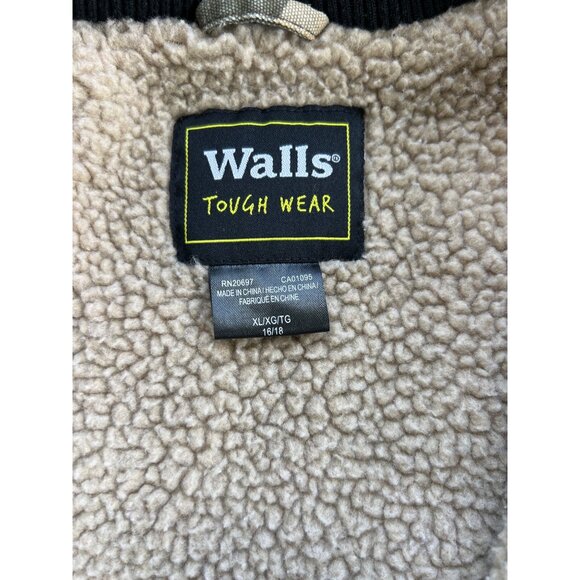 Walls®
TOUGH WEAR
RN20697 CA01095
MADE IN CHINA / HECHO EN CHINA /
FABRIQUÉ EN CHINE.
XL/XG/TG
16/18